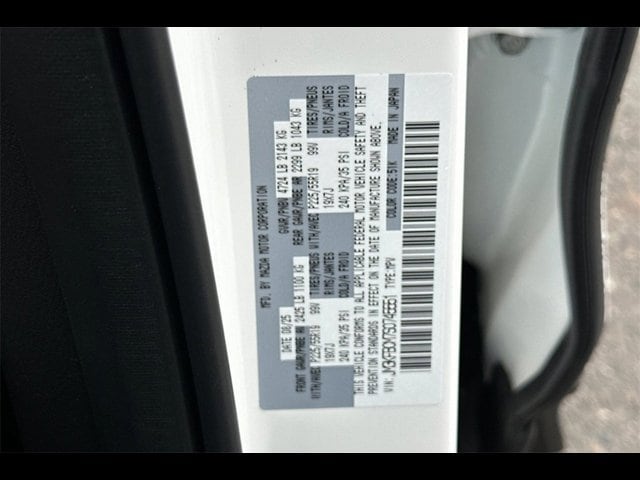 MFD. BY MAZDA MOTOR CORPORATION
DATE 08/25 GVWR/PNBV 4724 LB 2143 KG
FRONT GAWR/PNBE AV 2425 LB 1100 KG REAR GAWR/PNBE AR 2299 LB 1043 KG
WITH/AVEC P225/55R19 99V TIRES/PNEUS WITH/AVEC P225/55R19 99V TIRES/PNEUS
19X7J RIMS/JANTES 19X7J RIMS/JANTES
240 KPA/35 PSI COLD/A FROID 240 KPA/35 PSI COLD/A FROID
THIS VEHICLE CONFORMS TO ALL APPLICABLE FEDERAL MOTOR VEHICLE SAFETY AND THEFT
PREVENTION STANDARDS IN EFFECT ON THE DATE OF MANUFACTURE SHOWN ABOVE.
VIN: TYPE:MPV COLOR CODE:51K MADE IN JAPAN